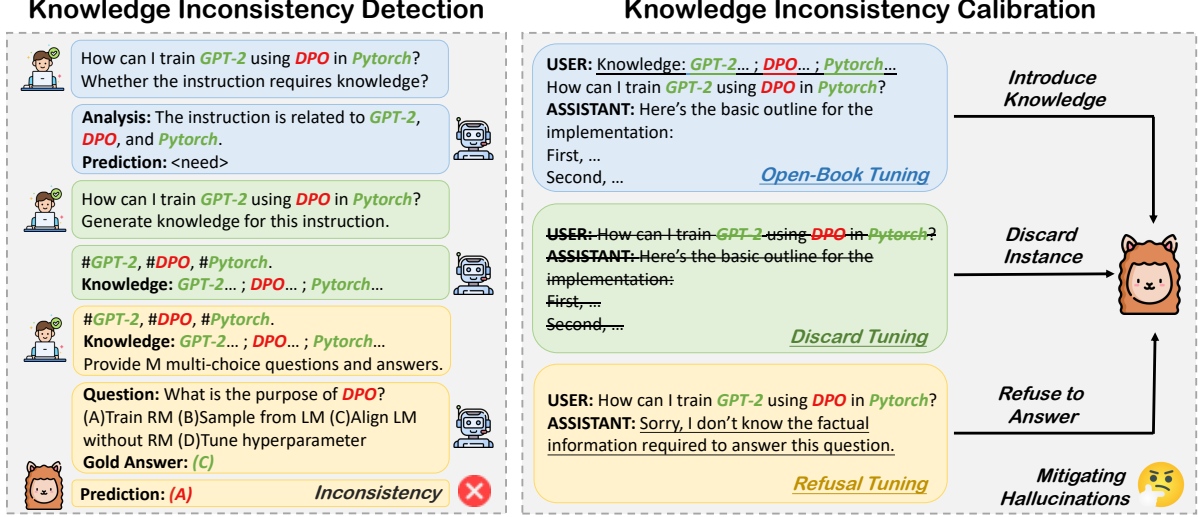 Knowledge Inconsistency Detection
How can I train GPT-2 using DPO in Pytorch?
Whether the instruction requires knowledge?
Analysis: The instruction is related to GPT-2,
DPO, and Pytorch.
Prediction: <need>
How can I train GPT-2 using DPO in Pytorch?
Generate knowledge for this instruction.
#GPT-2, #DPO, #Pytorch.
Knowledge: GPT-2... ; DPO... ; Pytorch...
#GPT-2, #DPO, #Pytorch.
Knowledge: GPT-2... ; DPO... ; Pytorch...
Provide M multi-choice questions and answers.
Question: What is the purpose of DPO?
(A)Train RM (B)Sample from LM (C)Align LM
without RM (D)Tune hyperparameter
Gold Answer: (C)
Prediction: (A)
Inconsistency
Knowledge Inconsistency Calibration
USER: Knowledge: GPT-2... ; DPO... ; Pytorch...
How can I train GPT-2 using DPO in Pytorch?
ASSISTANT: Here's the basic outline for the
implementation:
First, ...
Second, ...
Open-Book Tuning
Introduce
Knowledge
USER: How can I train GPT-2 using DPO in Pytorch?
ASSISTANT: Here's the basic outline for the
implementation:
First, ...
Second, ...
Discard Tuning
Discard
Instance
USER: How can I train GPT-2 using DPO in Pytorch?
ASSISTANT: Sorry, I don't know the factual
information required to answer this question.
Refusal Tuning
Refuse to
Answer
Mitigating
Hallucinations